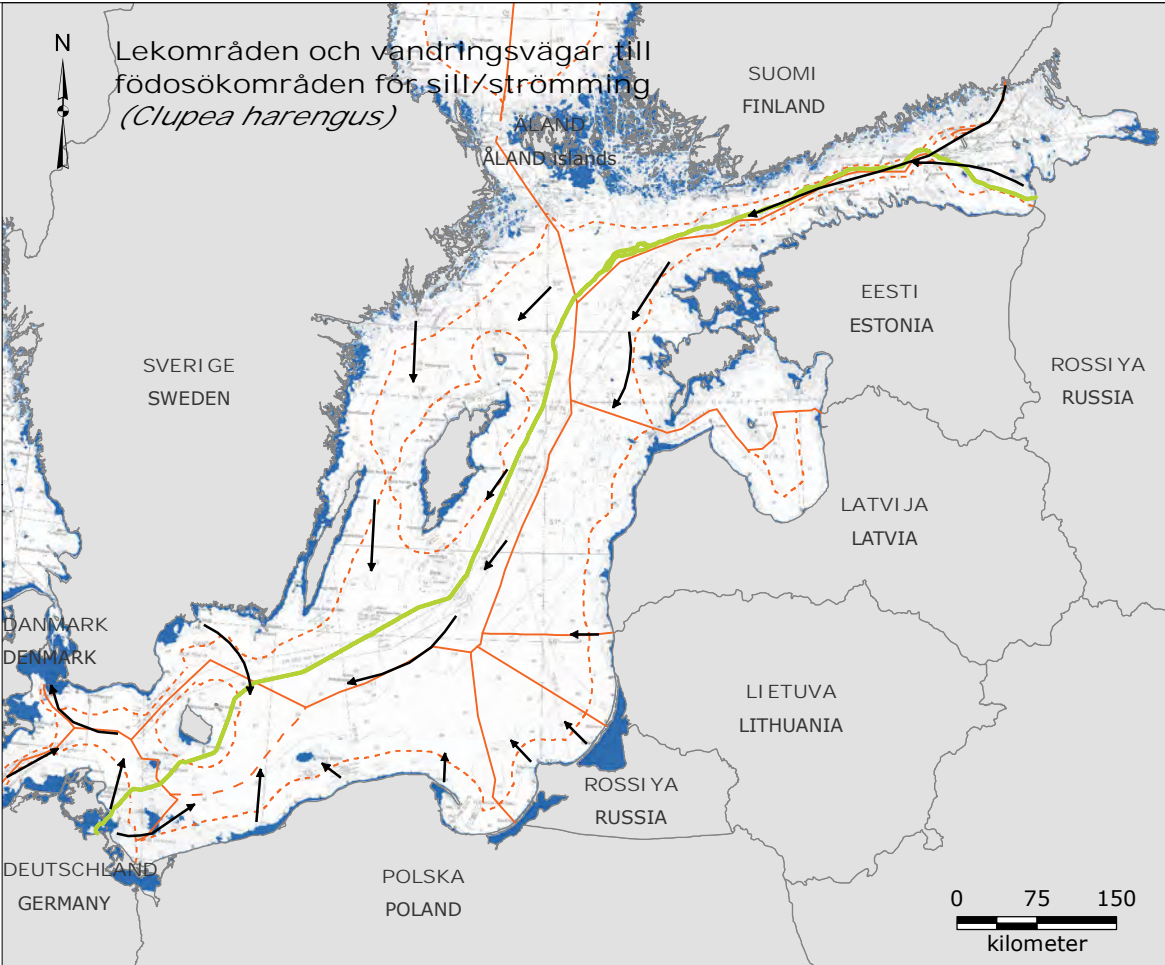 N
Lekområden och vandringsvägar till
födosökområden för sill/strömming
(Clupea harengus)
SUOMI
FINLAND
ÅLAND
ÅLAND islands
EESTI
ESTONIA
SVERIGE
SWEDEN
ROSSIYA
RUSSIA
LATVIJA
LATVIA
DANMARK
DENMARK
LIETUVA
LITHUANIA
ROSSIYA
RUSSIA
DEUTSCHLAND
GERMANY
POLSKA
POLAND
0 75 150
kilometer